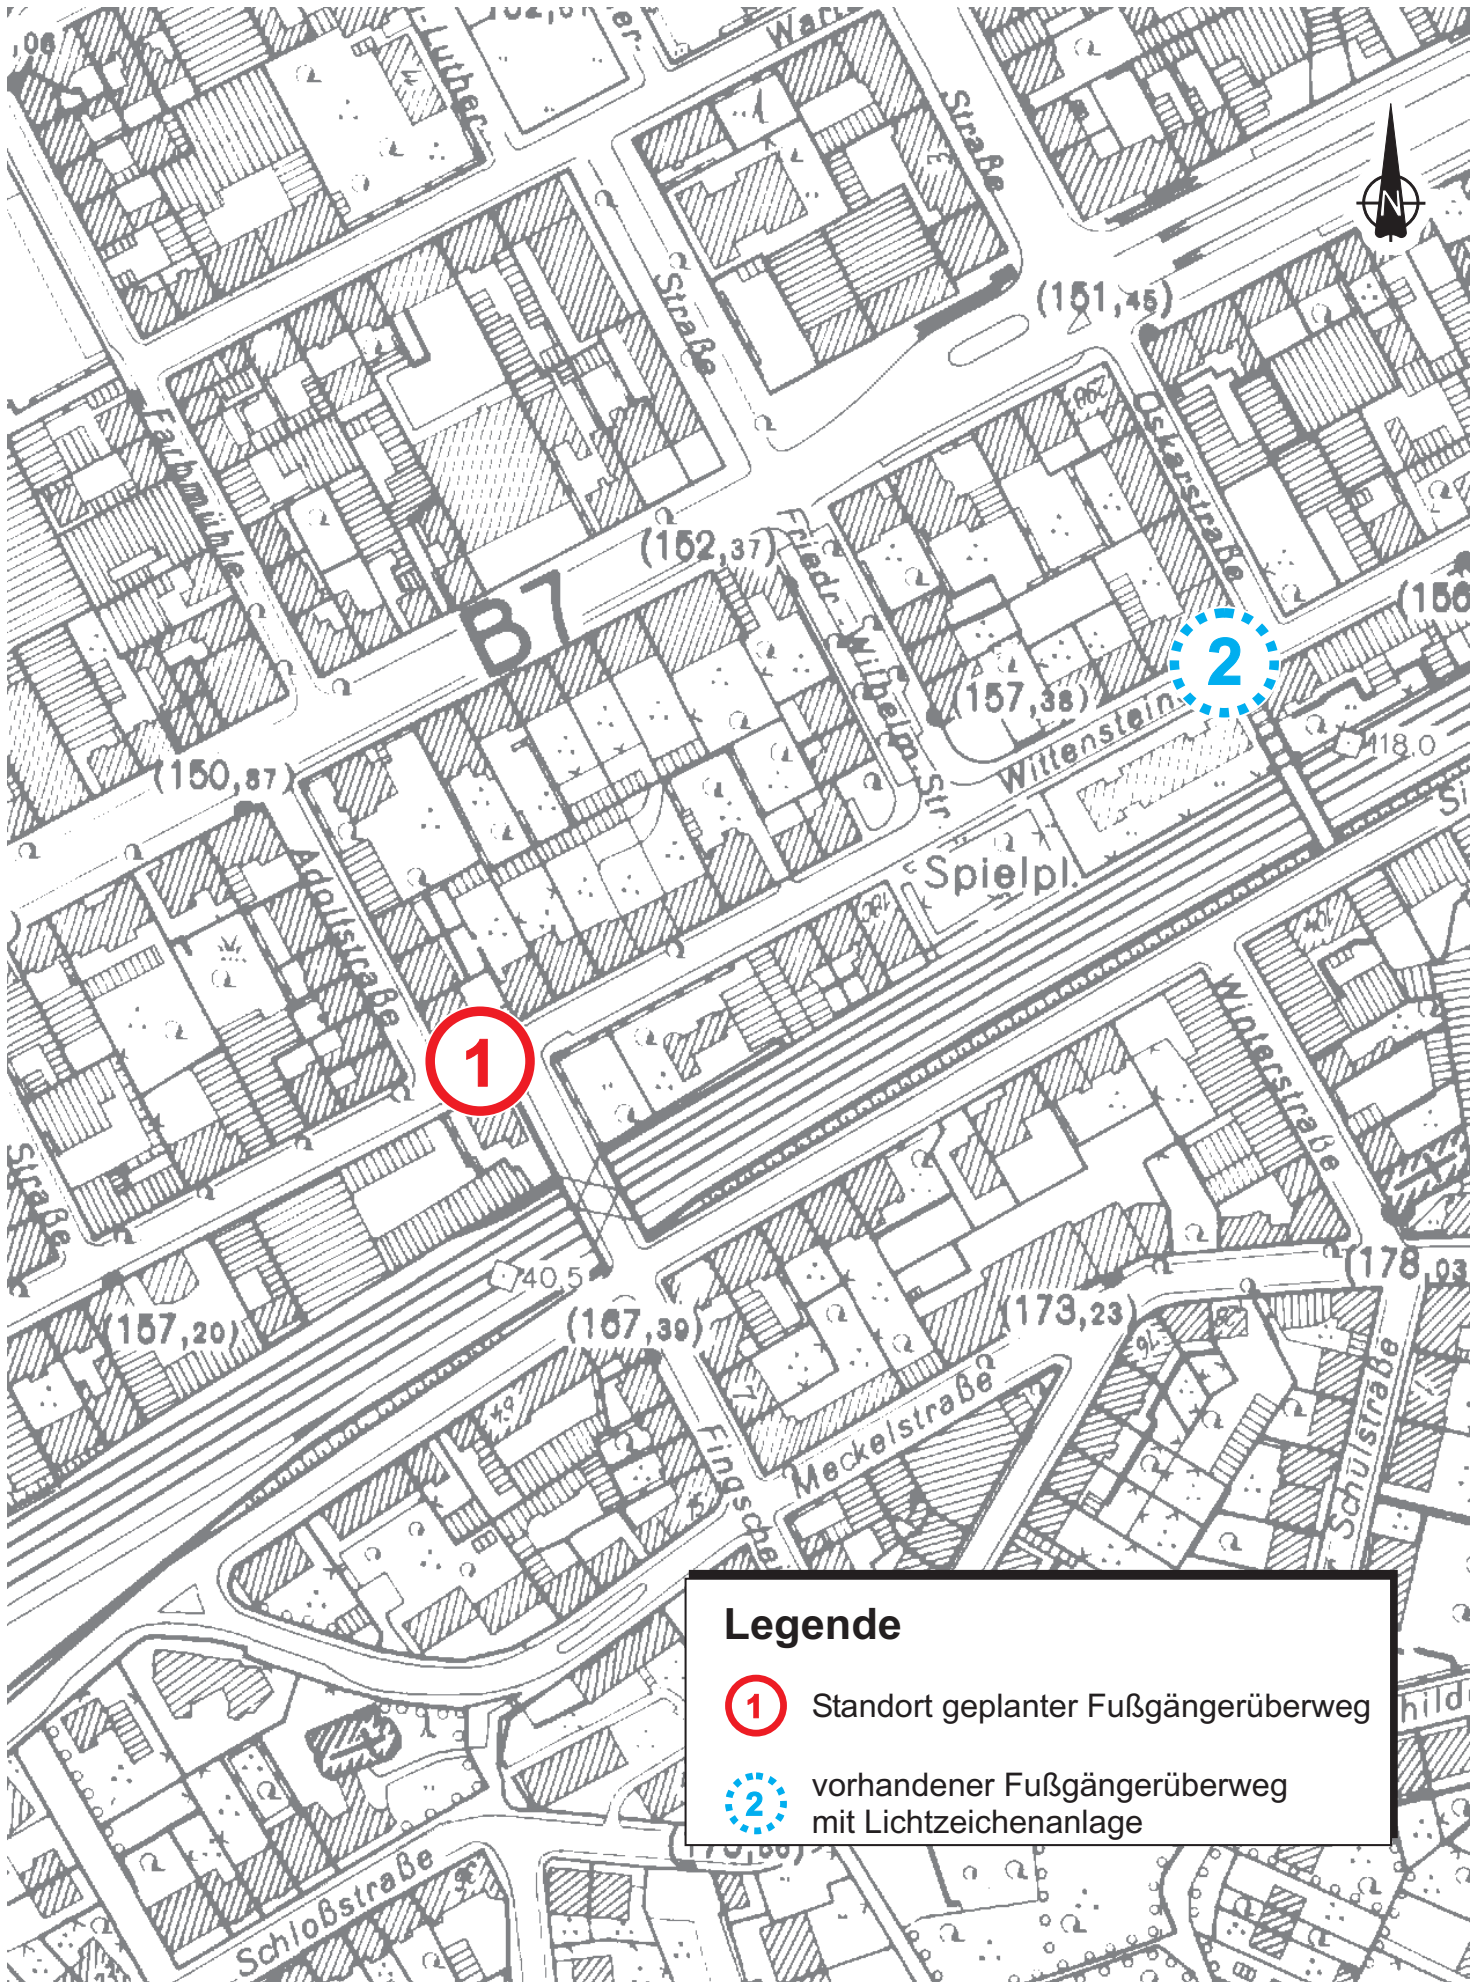 Straße
N
(151,45)
Straße
Farbmühle
Oskarstraße
(152,37)
Friedr.-Wilhelm-Str.
B7
2
(157,38)
Wittenstein
118.0
(150,87)
Adolfstraße
Spielpl.
1
Winterstraße
Straße
40.5
(178,03
(157,20)
(167,39)
(173,23)
Meckelstraße
Schulstraße
Legende
1 Standort geplanter Fußgängerüberweg
2 vorhandener Fußgängerüberweg
mit Lichtzeichenanlage
Schloßstraße